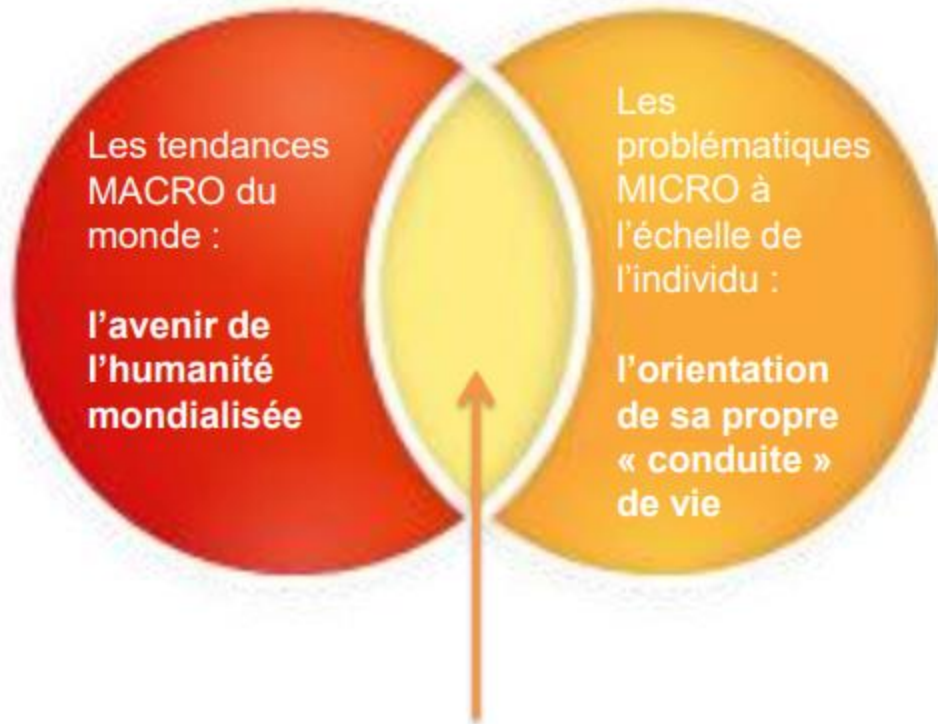 Les tendances
MACRO du
monde :
l’avenir de
l’humanité
mondialisée
Les
problématiques
MICRO à
l’échelle de
l’individu :
l’orientation
de sa propre
« conduite »
de vie